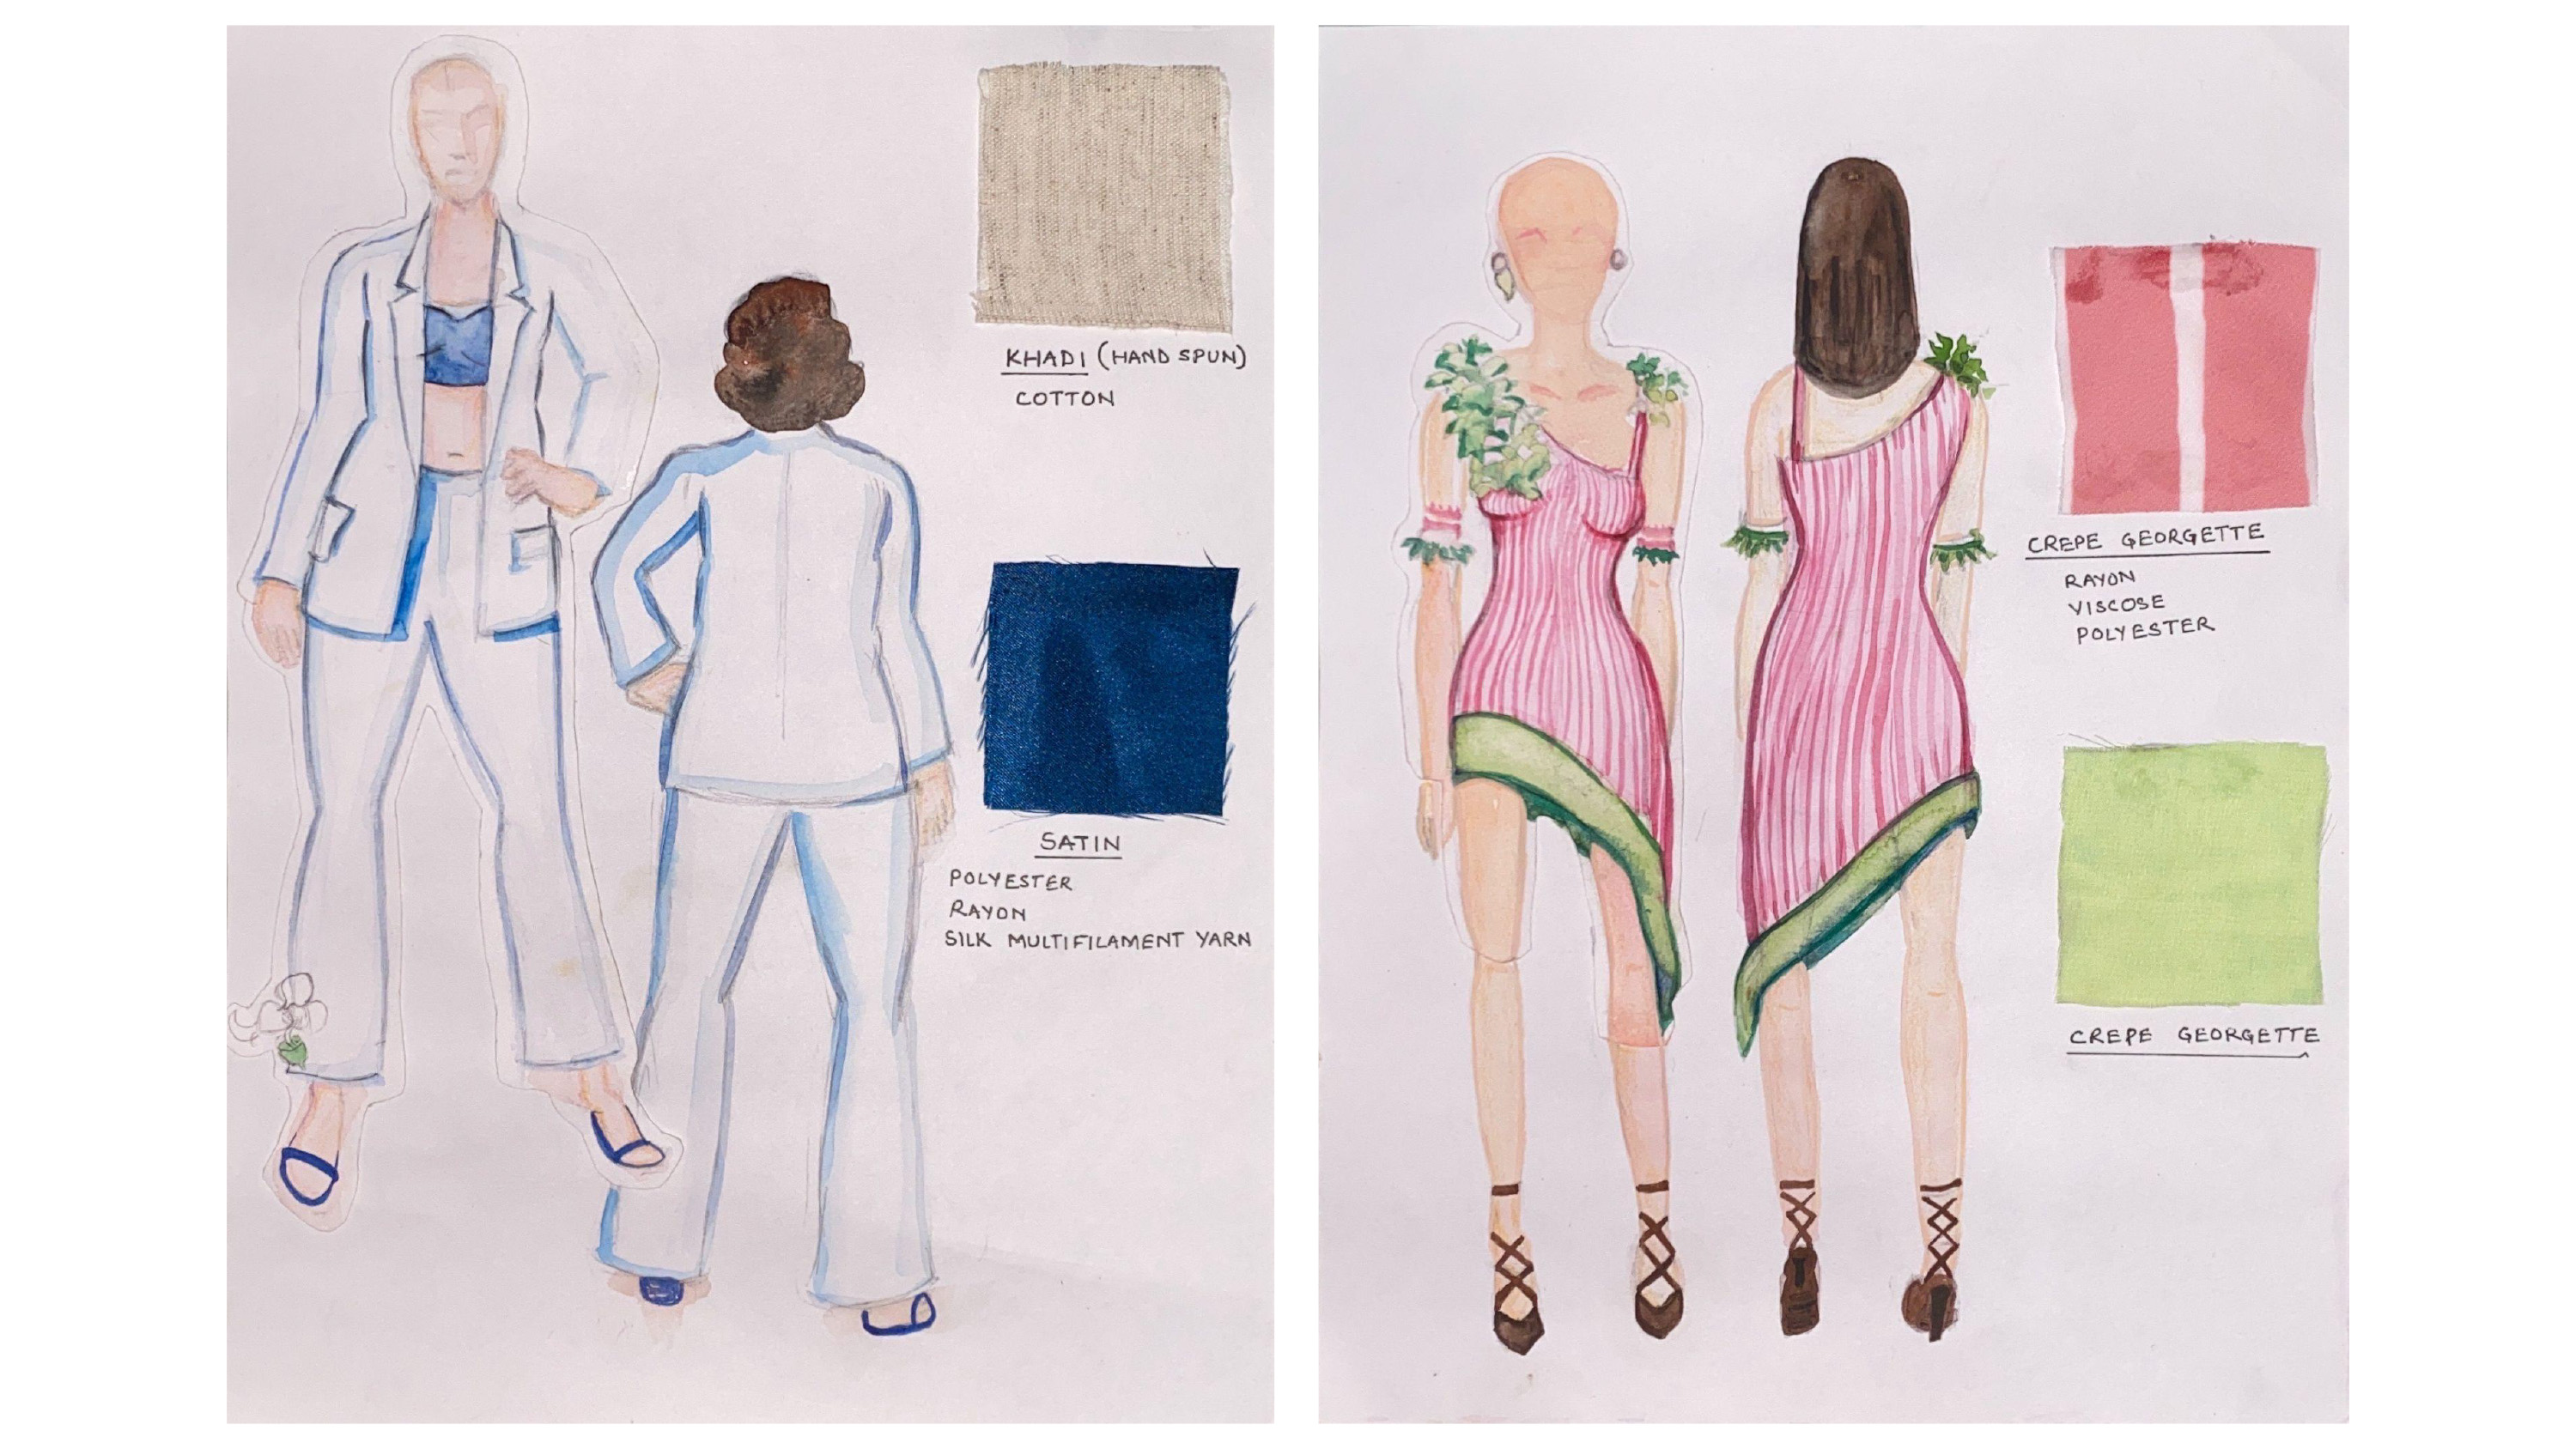 KHADI (HAND SPUN)
COTTON
SATIN
POLYESTER
RAYON
SILK MULTIFILAMENT YARN
CREPE GEORGETTE
RAYON
VISCOSE
POLYESTER
CREPE GEORGETTE